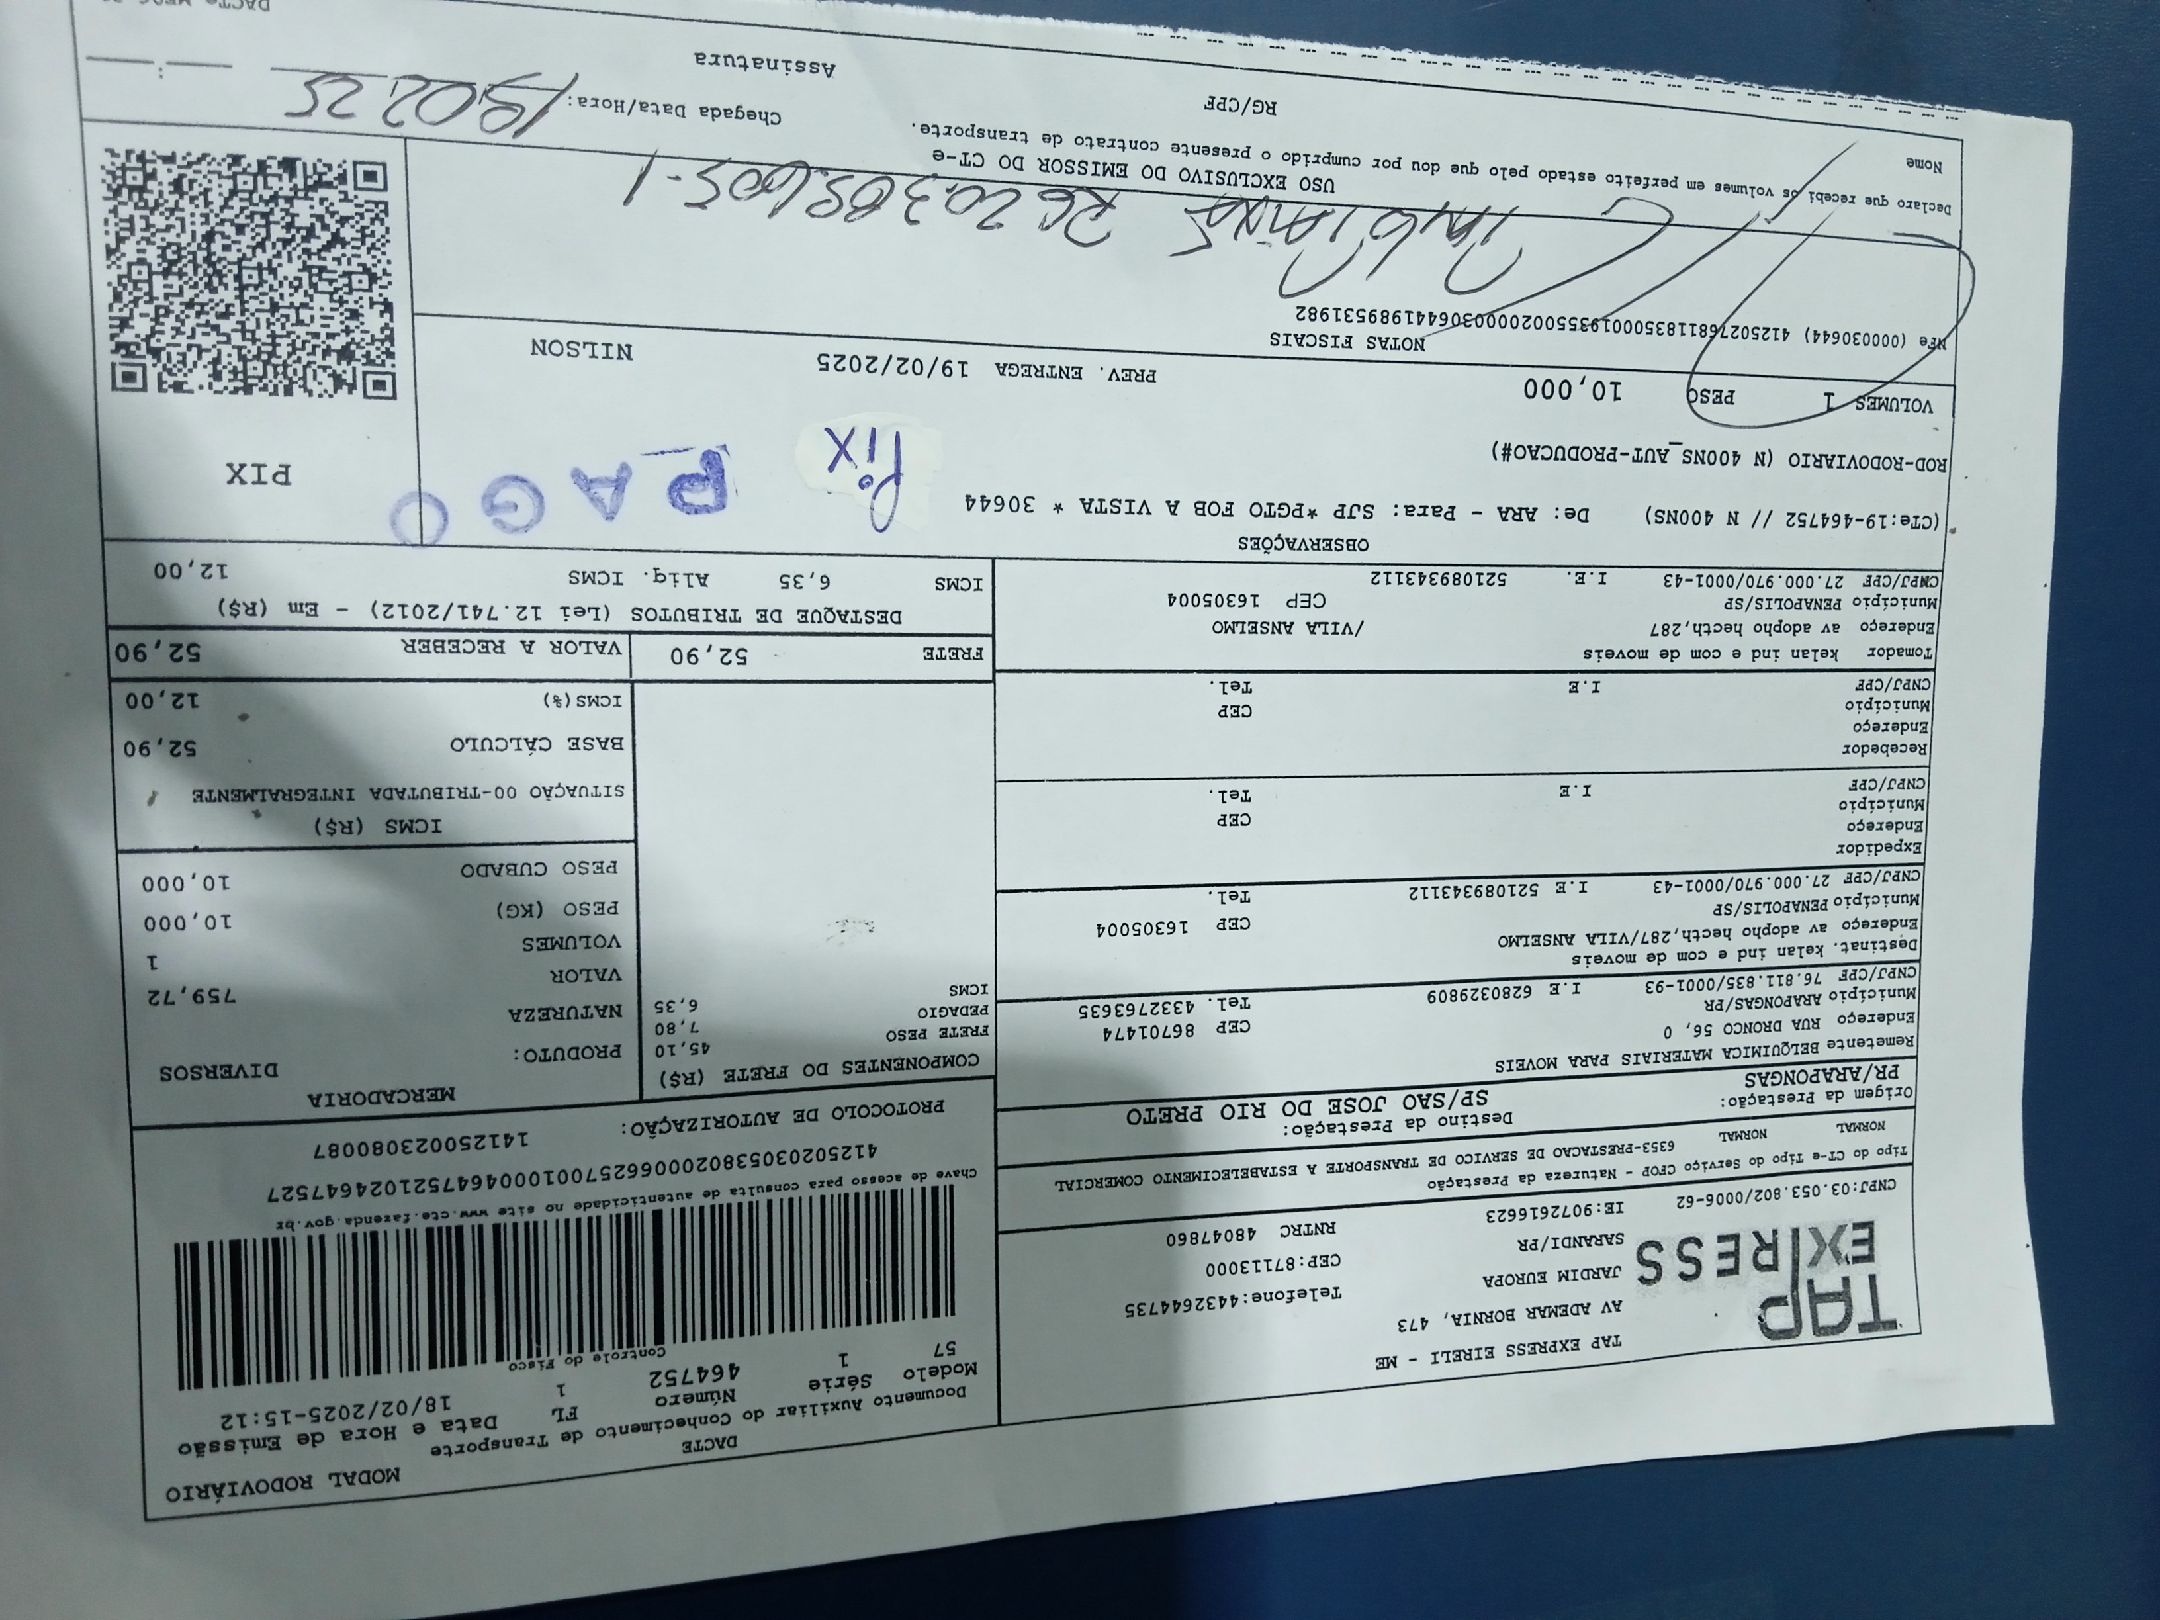 TAP
EXPRESS
TAP EXPRESS EIRELI - ME
AV ADEMAR BORNIA, 473
JARDIM EUROPA
SARANDI/PR
Telefone:4432644735
CEP:87113000
CNPJ:03.053.802/0006-62
IE:9072616623
RNTRC 48047860
DACTE
MODAL RODOVIÁRIO
Documento Auxiliar do Conhecimento de Transporte
Modelo Série Número FL Data e Hora de Emissão
57 1 464752 1 18/02/2025-15:12
Controle do Fisco
Chave de acesso para consulta de autenticidade no site www.cte.fazenda.gov.br
41250203053802000662570010004647521024647527
PROTOCOLO DE AUTORIZAÇÃO: 141250023080087
Tipo do CT-e Tipo do Serviço CFOP - Natureza da Prestação
NORMAL NORMAL 6353-PRESTACAO DE SERVICO DE TRANSPORTE A ESTABELECIMENTO COMERCIAL
Origem da Prestação: Destino da Prestação:
PR/ARAPONGAS SP/SAO JOSE DO RIO PRETO
Remetente BELQUIMICA MATERIAIS PARA MOVEIS
Endereço RUA DRONCO 56, 0 CEP 86701474
Município ARAPONGAS/PR Tel. 4332763635
CNPJ/CPF 76.811.835/0001-93 I.E 6280329809
Destinat. kelan ind e com de moveis
Endereço av adopho hecth,287/VILA ANSELMO
Município PENAPOLIS/SP CEP 16305004
CNPJ/CPF 27.000.970/0001-43 I.E 521089343112 Tel.
Expedidor
Endereço
Município CEP
CNPJ/CPF I.E Tel.
Recebedor
Endereço
Município CEP
CNPJ/CPF I.E Tel.
Tomador kelan ind e com de moveis
Endereço av adopho hecth,287 /VILA ANSELMO
Município PENAPOLIS/SP CEP 16305004
CNPJ/CPF 27.000.970/0001-43 I.E. 521089343112
COMPONENTES DO FRETE (R$)
FRETE PESO 45,10
PEDAGIO 7,80
ICMS 6,35
MERCADORIA
PRODUTO: DIVERSOS
NATUREZA
VALOR 759,72
VOLUMES 1
PESO (KG) 10,000
PESO CUBADO 10,000
ICMS (R$)
SITUAÇÃO 00-TRIBUTADA INTEGRALMENTE
BASE CÁLCULO 52,90
ICMS(%) 12,00
FRETE 52,90 VALOR A RECEBER 52,90
DESTAQUE DE TRIBUTOS (Lei 12.741/2012) - Em (R$)
ICMS 6,35 Aliq. ICMS 12,00
OBSERVAÇÕES
(CTe:19-464752 // N 400NS) De: ARA - Para: SJP *PGTO FOB A VISTA * 30644
ROD-RODOVIARIO (N 400NS_AUT-PRODUCAO#)
Pix
PAGO
PIX
VOLUMES 1 PESO 10,000 PREV. ENTREGA 19/02/2025 NILSON
NOTAS FISCAIS
NFe (000030644) 41250276811835000193550020000306441989531982
RG 20.308.605-1
USO EXCLUSIVO DO EMISSOR DO CT-e
Declaro que recebi os volumes em perfeito estado pelo que dou por cumprido o presente contrato de transporte.
Nome RG/CPF Assinatura Chegada Data/Hora: 19 02 25